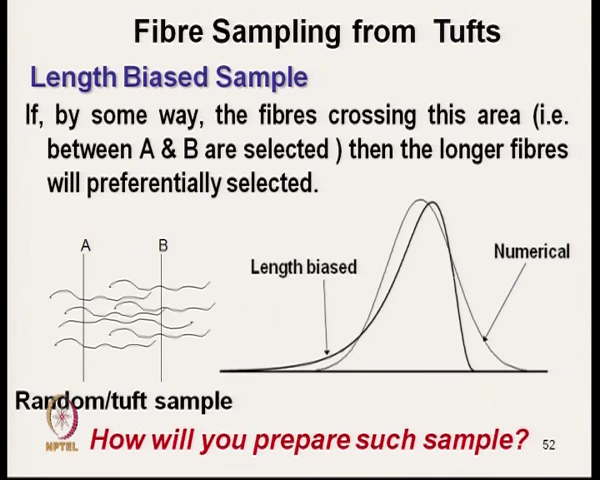 Fibre Sampling from Tufts
Length Biased Sample
If, by some way, the fibres crossing this area (i.e.
between A & B are selected ) then the longer fibres
will preferentially selected.
A
B
Length biased
Numerical
Random/tuft sample
NPTEL
How will you prepare such sample?
52